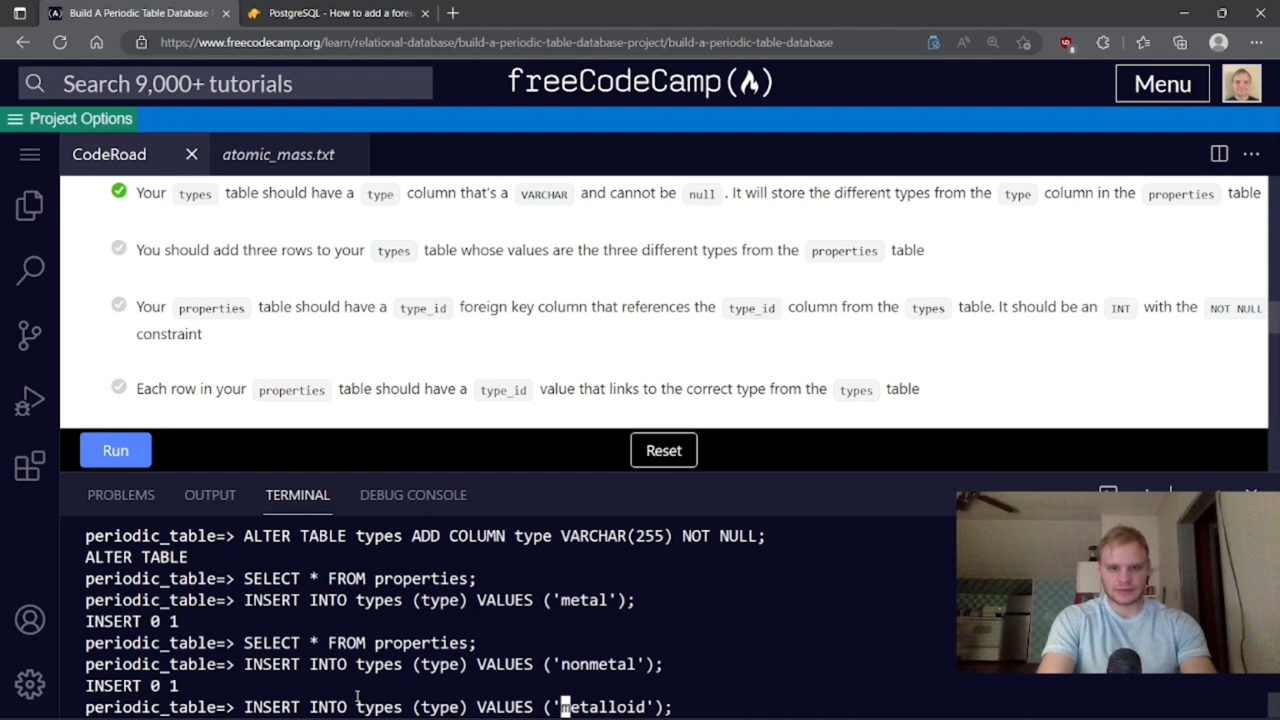 Build A Periodic Table Database
PostgreSQL - How to add a forei
https://www.freecodecamp.org/learn/relational-database/build-a-periodic-table-database-project/build-a-periodic-table-database
Search 9,000+ tutorials
freeCodeCamp
Menu
Project Options
CodeRoad
atomic_mass.txt
Your types table should have a type column that's a VARCHAR and cannot be null . It will store the different types from the type column in the properties table
You should add three rows to your types table whose values are the three different types from the properties table
Your properties table should have a type_id foreign key column that references the type_id column from the types table. It should be an INT with the NOT NULL
constraint
Each row in your properties table should have a type_id value that links to the correct type from the types table
Run
Reset
PROBLEMS
OUTPUT
TERMINAL
DEBUG CONSOLE
periodic_table=> ALTER TABLE types ADD COLUMN type VARCHAR(255) NOT NULL;
ALTER TABLE
periodic_table=> SELECT * FROM properties;
periodic_table=> INSERT INTO types (type) VALUES ('metal');
INSERT 0 1
periodic_table=> SELECT * FROM properties;
periodic_table=> INSERT INTO types (type) VALUES ('nonmetal');
INSERT 0 1
periodic_table=> INSERT INTO types (type) VALUES ('metalloid');